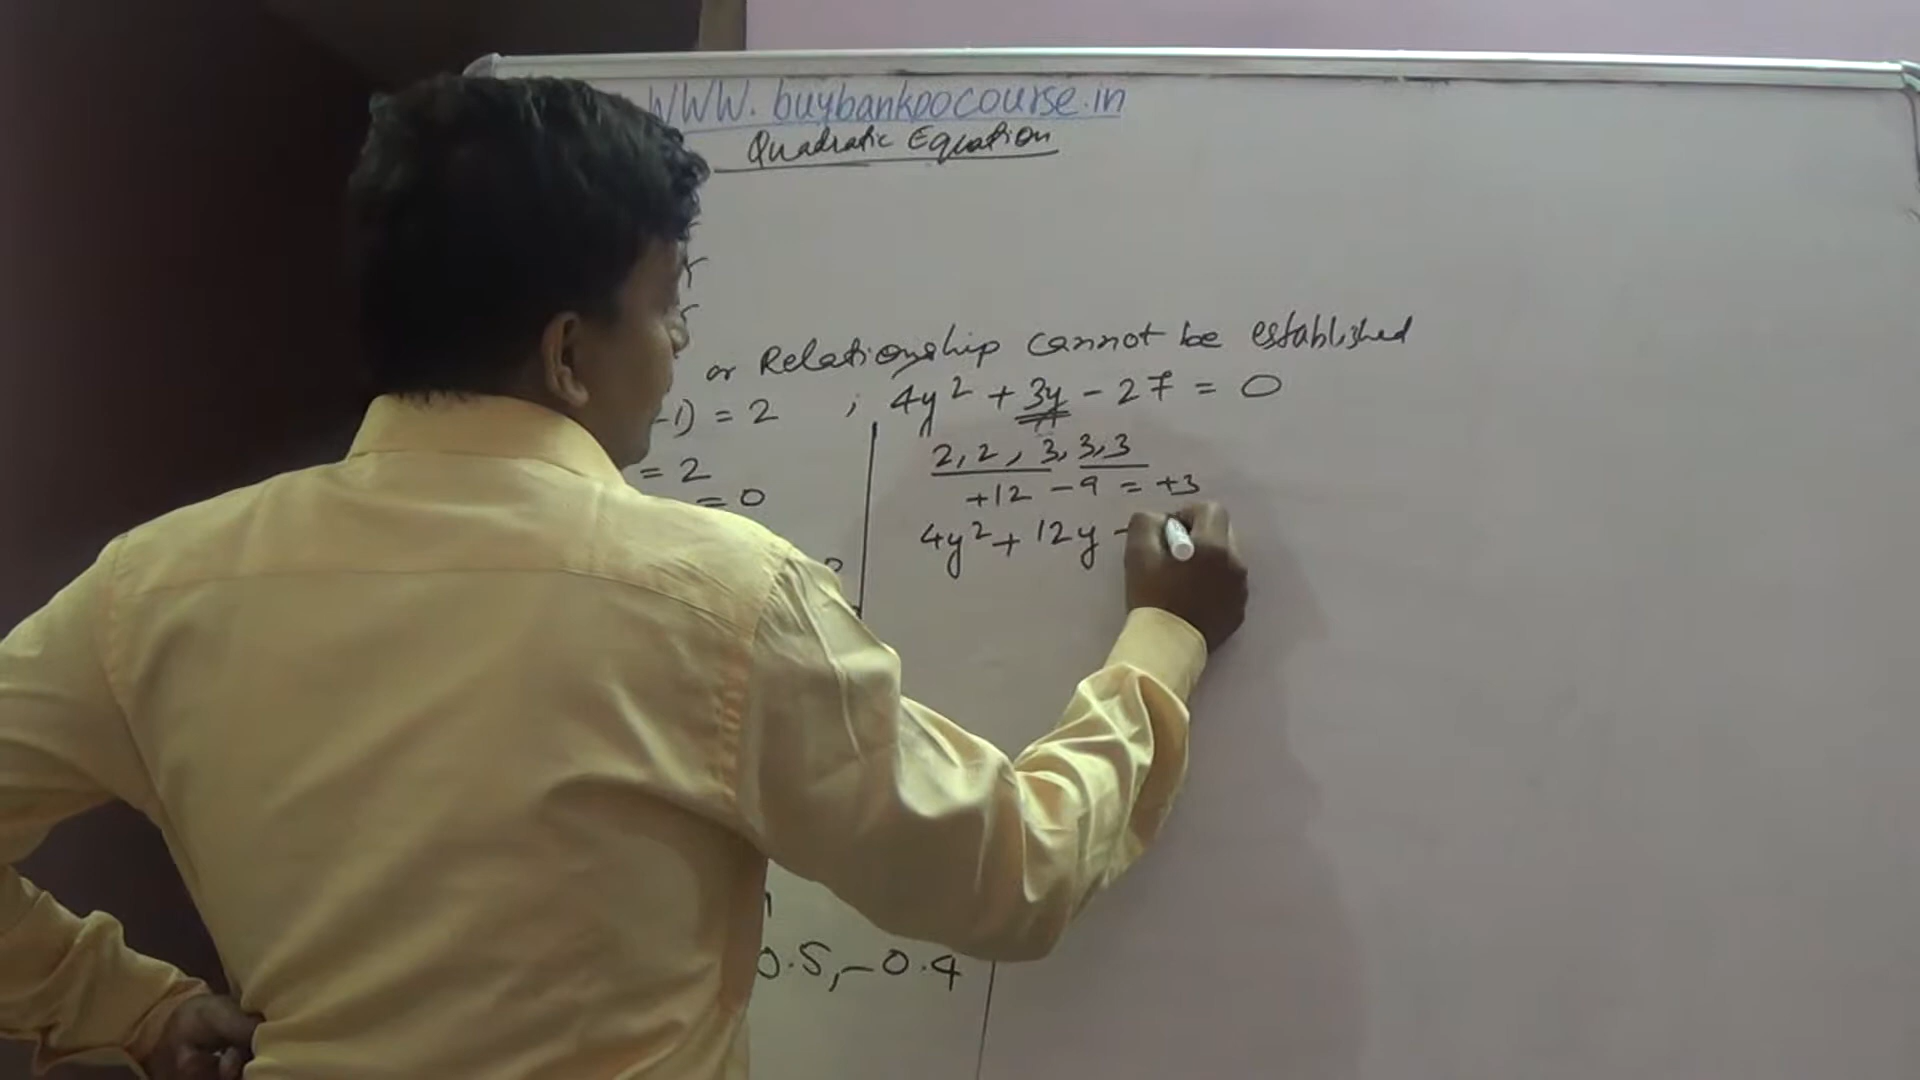 WWW.buybankpocourse.in
Quadratic Equation
or Relationship cannot be established
-1) = 2 ; 4y² + 3y - 27 = 0
= 2
= 0
2, 2, 3, 3, 3
+12 - 9 = +3
4y² + 12y -
0.5, -0.4